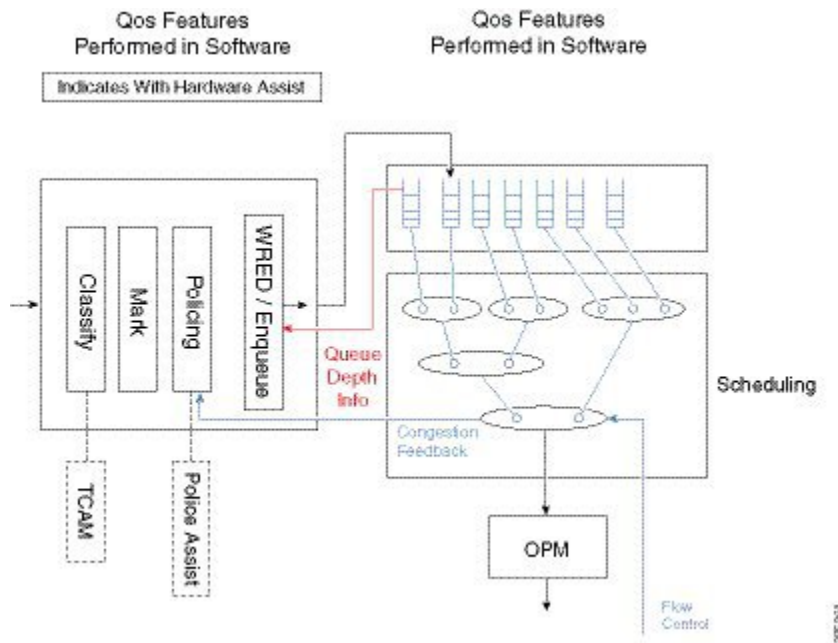 Qos Features
Performed in Software
Indicates With Hardware Assist
Qos Features
Performed in Software
Classify
Mark
Policing
WRED / Enqueue
TCAM
Police Assist
Queue
Depth
Info
Congestion
Feedback
Scheduling
OPM
Flow
Control